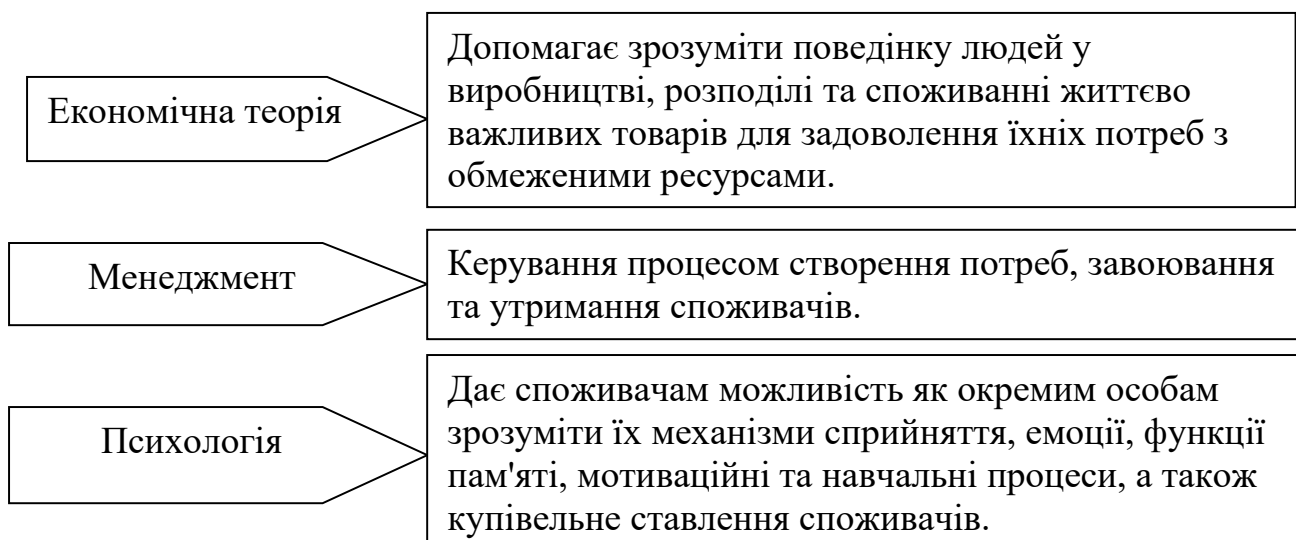 Економічна теорія
Допомагає зрозуміти поведінку людей у
виробництві, розподілі та споживанні життєво
важливих товарів для задоволення їхніх потреб з
обмеженими ресурсами.
Менеджмент
Керування процесом створення потреб, завоювання
та утримання споживачів.
Психологія
Дає споживачам можливість як окремим особам
зрозуміти їх механізми сприйняття, емоції, функції
пам'яті, мотиваційні та навчальні процеси, а також
купівельне ставлення споживачів.